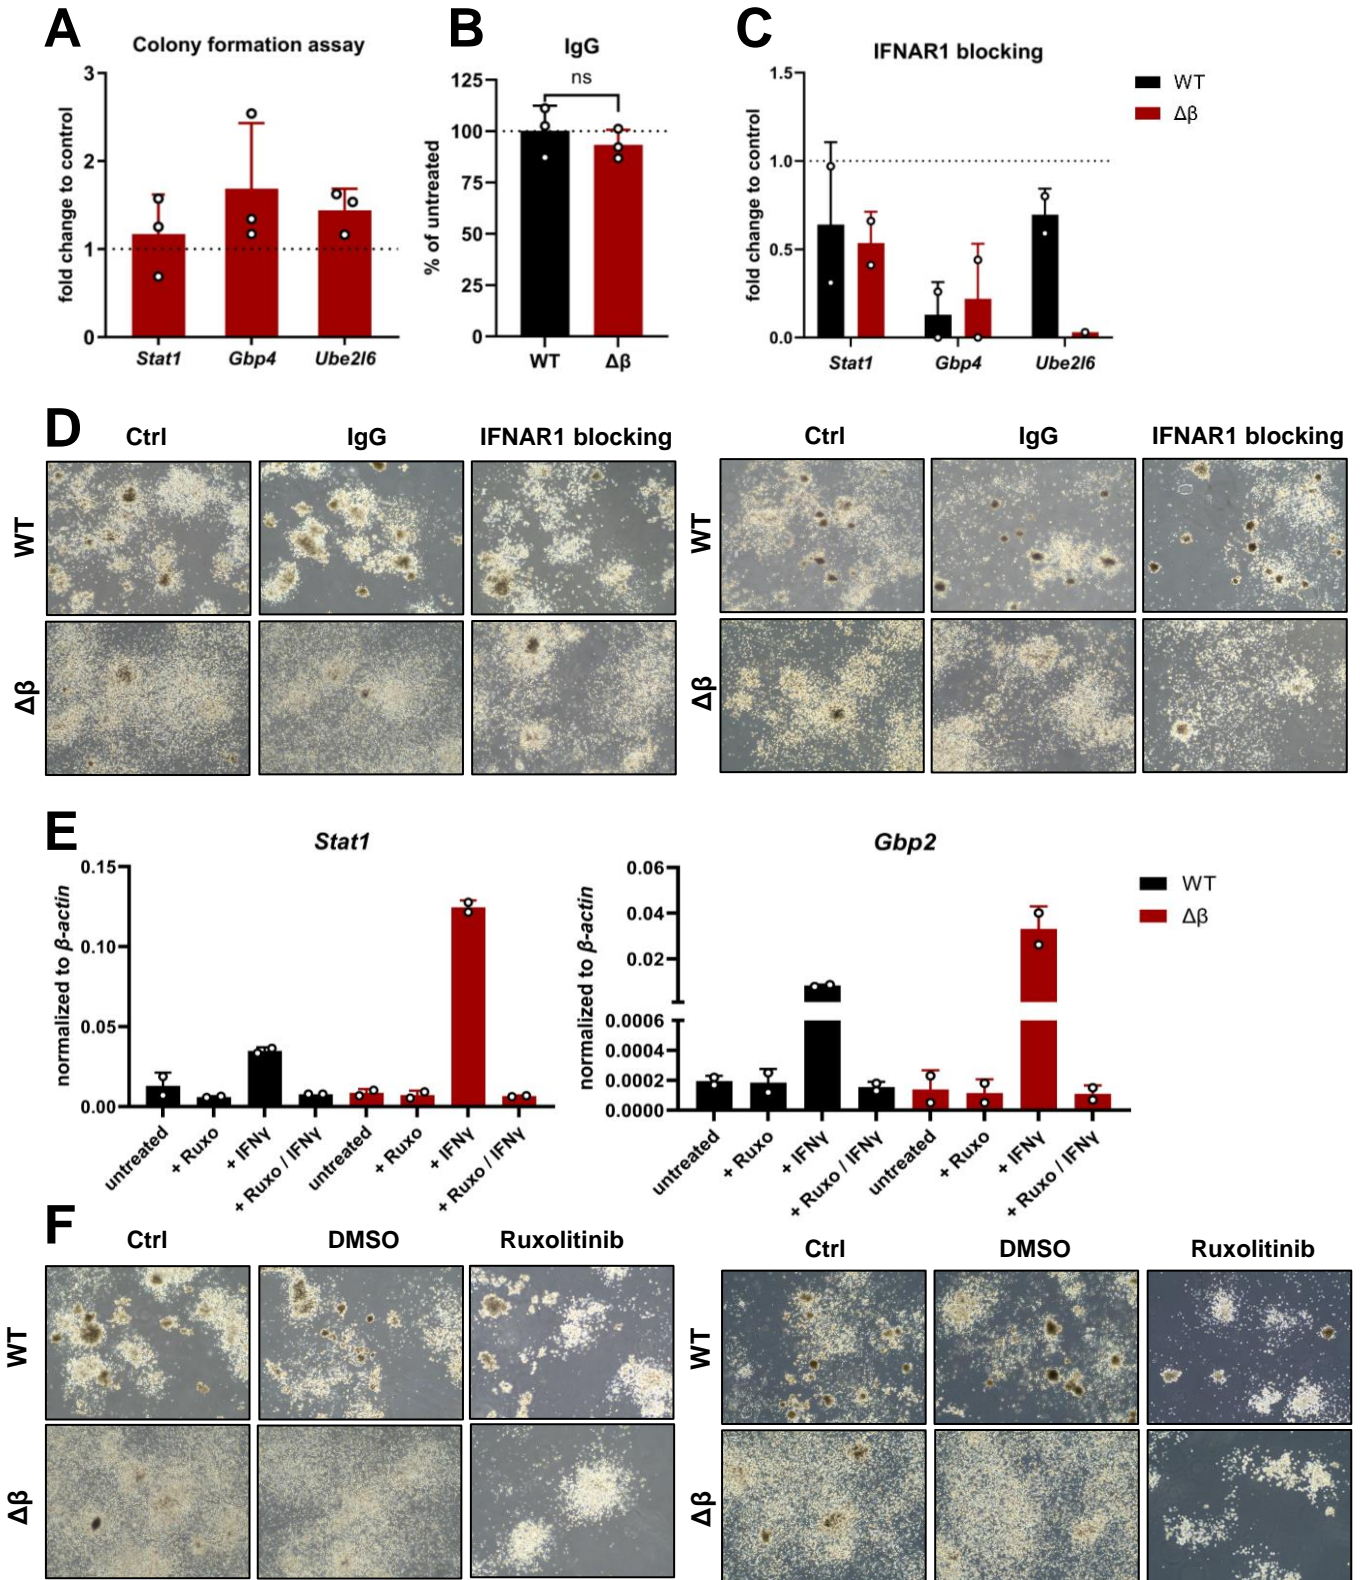 A
Colony formation assay
fold change to control
3
2
1
0
Stat1 Gbp4 Ube2l6
B
IgG
ns
% of untreated
125
100
75
50
25
0
WT Δβ
C
IFNAR1 blocking
fold change to control
1.5
1.0
0.5
0.0
Stat1 Gbp4 Ube2l6
WT
Δβ
D
Ctrl IgG IFNAR1 blocking
WT
Δβ
Ctrl IgG IFNAR1 blocking
WT
Δβ
E
Stat1
normalized to β-actin
0.15
0.10
0.05
0.00
untreated
+ Ruxo
+ IFNγ
+ Ruxo / IFNγ
untreated
+ Ruxo
+ IFNγ
+ Ruxo / IFNγ
Gbp2
normalized to β-actin
0.06
0.04
0.02
0.0006
0.0004
0.0002
0.0000
untreated
+ Ruxo
+ IFNγ
+ Ruxo / IFNγ
untreated
+ Ruxo
+ IFNγ
+ Ruxo / IFNγ
WT
Δβ
F
Ctrl DMSO Ruxolitinib
WT
Δβ
Ctrl DMSO Ruxolitinib
WT
Δβ